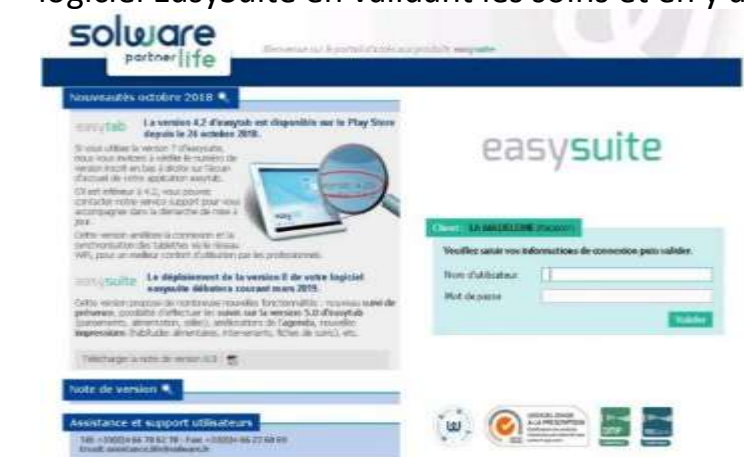 logiciel EasySuite en validant les soins et en y a
solware
partner life
Bienvenue sur le portail d'accès aux produits easysuite
Nouveautés octobre 2018
easytab La version 4.2 d'easytab est disponible sur le Play Store
depuis le 24 octobre 2018.
Si vous utilisez la version 7 d'easysuite,
nous vous invitons à vérifier le numéro de
version inscrit en bas à droite sur l'écran
d'accueil de votre application easytab.
S'il est inférieur à 4.2, vous pouvez
contacter notre service support pour vous
accompagner dans la démarche de mise à
jour.
Cette version améliore la connexion et la
synchronisation des tablettes via le réseau
WIFI, pour un meilleur confort d'utilisation par les professionnels.
easysuite Le déploiement de la version 8 de votre logiciel
easysuite débutera courant mars 2019.
Cette version propose de nombreuse nouvelles fonctionnalités : nouveau suivi de
présence, possibilité d'effectuer les suivis sur la version 5.0 d'easytab
(pansements, alimentation, selles), améliorations de l'agenda, nouvelles
impressions (habitudes alimentaires, intervenants, fiches de soins), etc.
Télécharger la note de version 8.0 :
Note de version
Assistance et support utilisateurs
easysuite
Client : LA MADELEINE
Veuillez saisir vos informations de connexion puis valider.
Nom d'utilisateur
Mot de passe
Valider